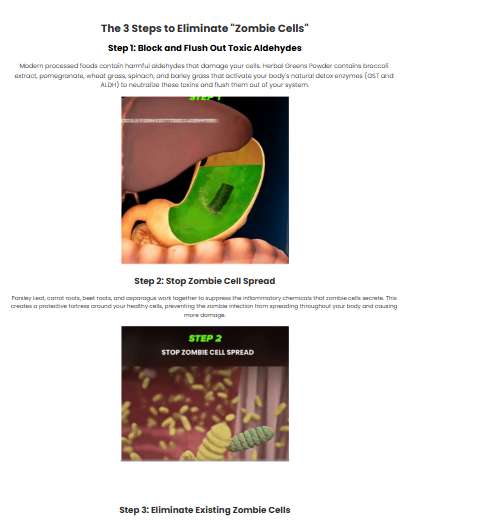 The 3 Steps to Eliminate "Zombie Cells"
Step 1: Block and Flush Out Toxic Aldehydes
Modern processed foods contain harmful aldehydes that damage your cells. Herbal Greens Powder contains broccoli
extract, pomegranate, wheat grass, spinach, and barley grass that activate your body's natural detox enzymes (GST and
ALDH) to neutralize these toxins and flush them out of your system.
STEP 1
Step 2: Stop Zombie Cell Spread
Parsley Leaf, carrot roots, beet roots, and asparagus work together to suppress the inflammatory chemicals that zombie cells secrete. This
creates a protective fortress around your healthy cells, preventing the zombie infection from spreading throughout your body and causing
more damage.
STEP 2
STOP ZOMBIE CELL SPREAD
Step 3: Eliminate Existing Zombie Cells